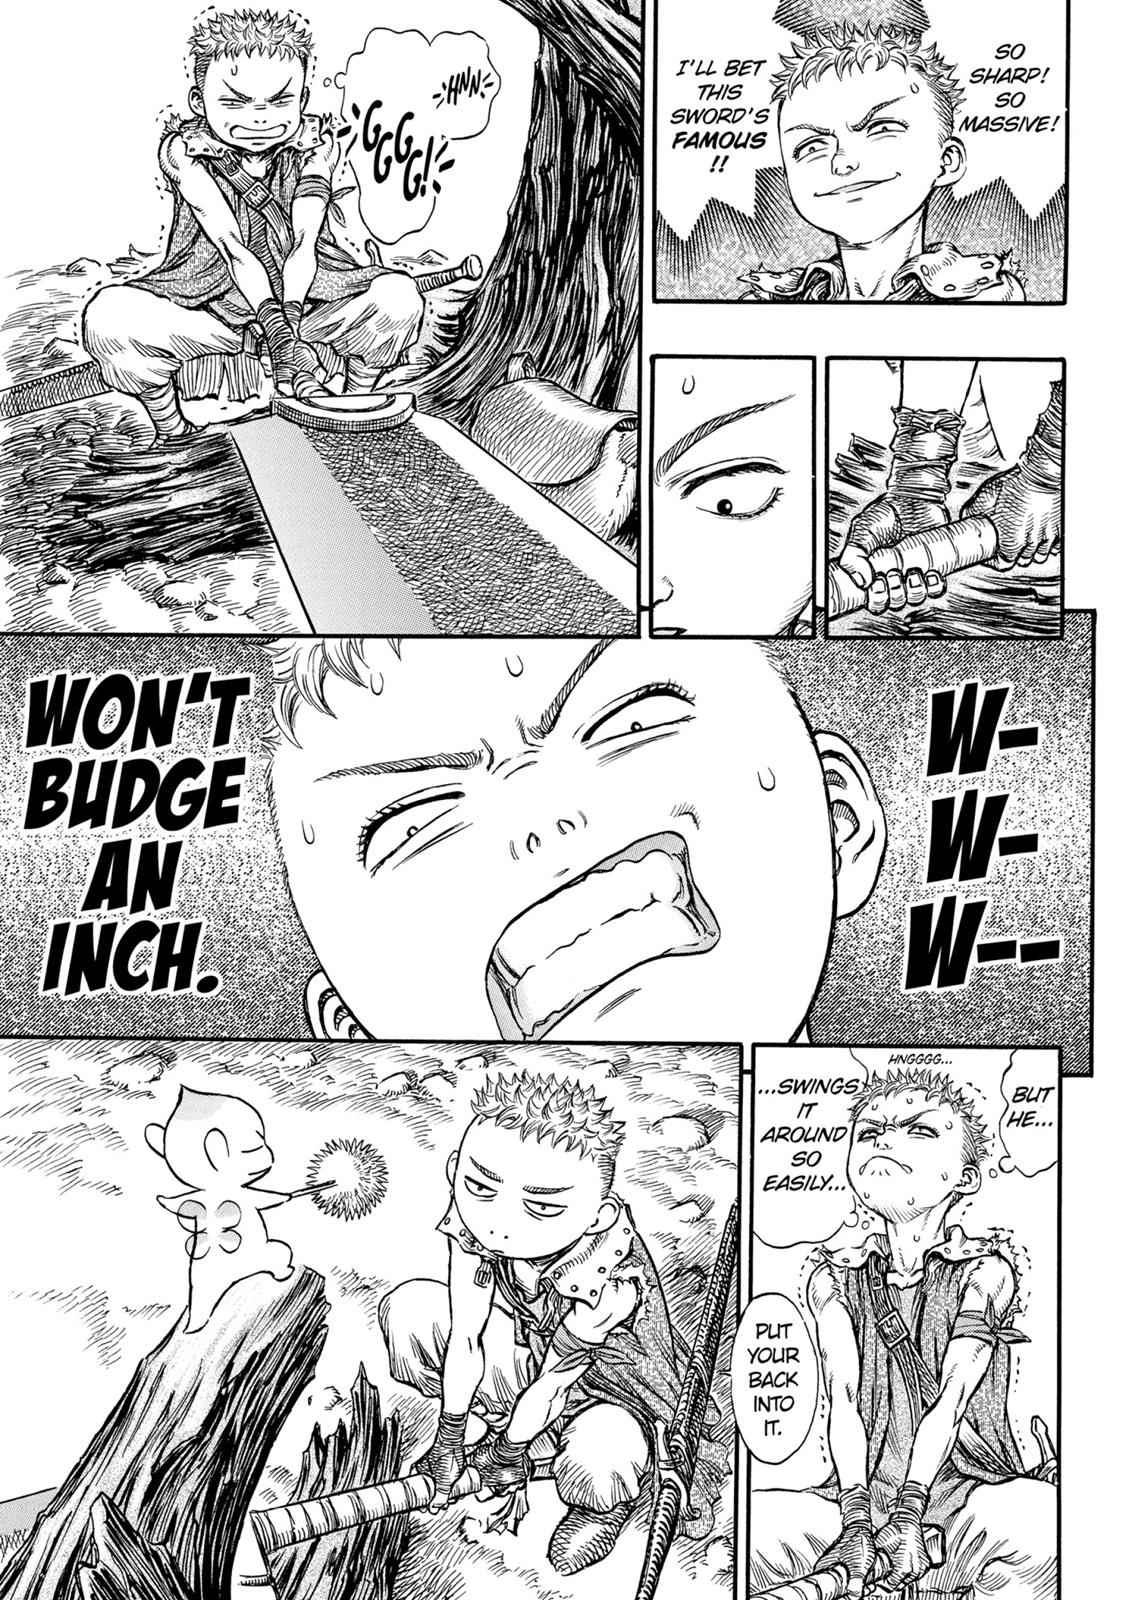 SO
SHARP!
SO
MASSIVE!
I'LL BET
THIS
SWORD'S
FAMOUS
!!
HNN
GGGG!
W-
W-
W--
WON'T
BUDGE
AN
INCH.
HNGGGG...
BUT
HE...
...SWINGS
IT
AROUND
SO
EASILY...
PUT
YOUR
BACK
INTO
IT.